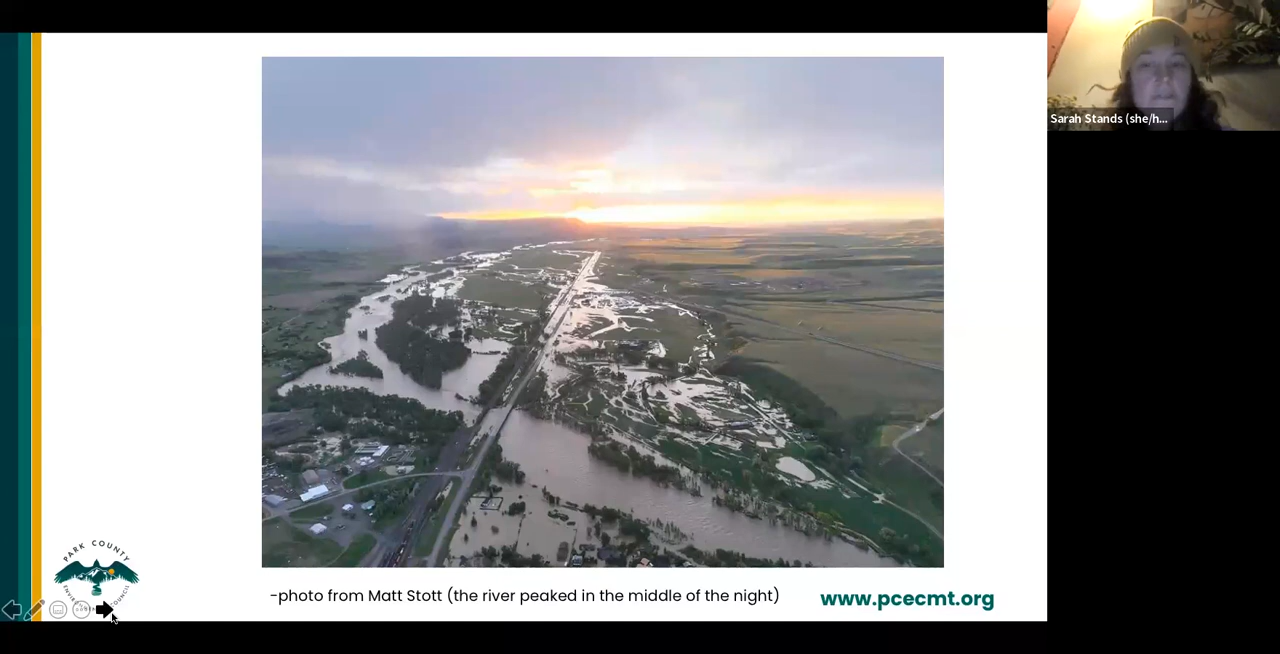 Sarah Stands (she/h...
PARK COUNTY
-photo from Matt Stott (the river peaked in the middle of the night)
www.pcecmt.org